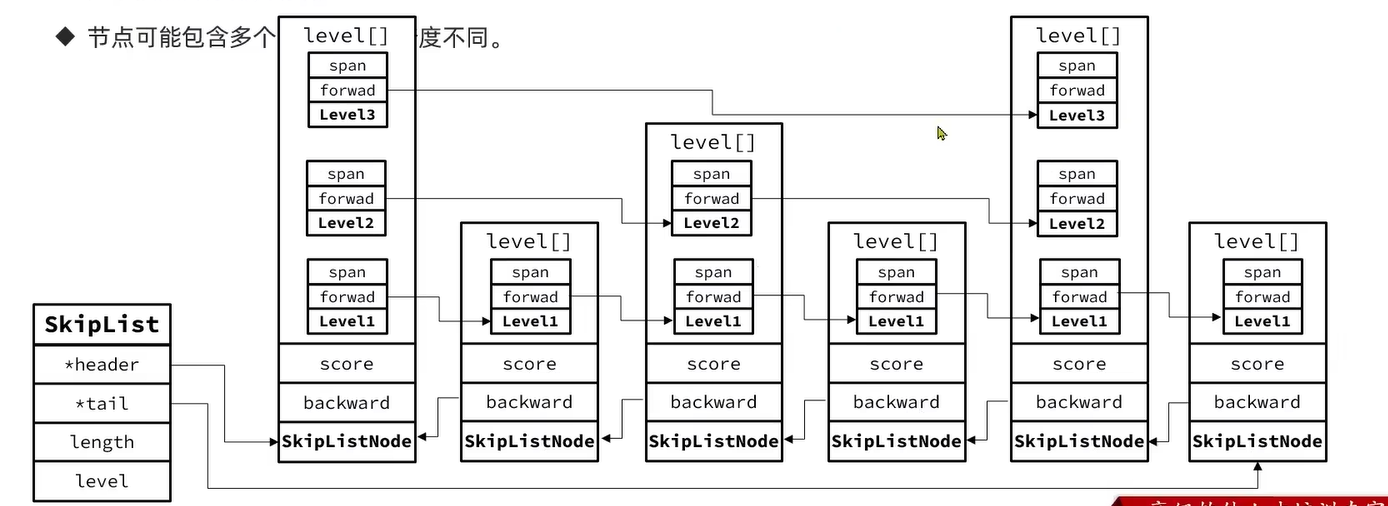 ◆ 节点可能包含多个
度不同。
level[]
span
forwad
Level3
span
forwad
Level2
span
forwad
Level1
score
backward
SkipListNode
level[]
span
forwad
Level1
score
backward
SkipListNode
level[]
span
forwad
Level2
span
forwad
Level1
score
backward
SkipListNode
level[]
span
forwad
Level1
score
backward
SkipListNode
level[]
span
forwad
Level3
span
forwad
Level2
span
forwad
Level1
score
backward
SkipListNode
level[]
span
forwad
Level1
score
backward
SkipListNode
SkipList
*header
*tail
length
level